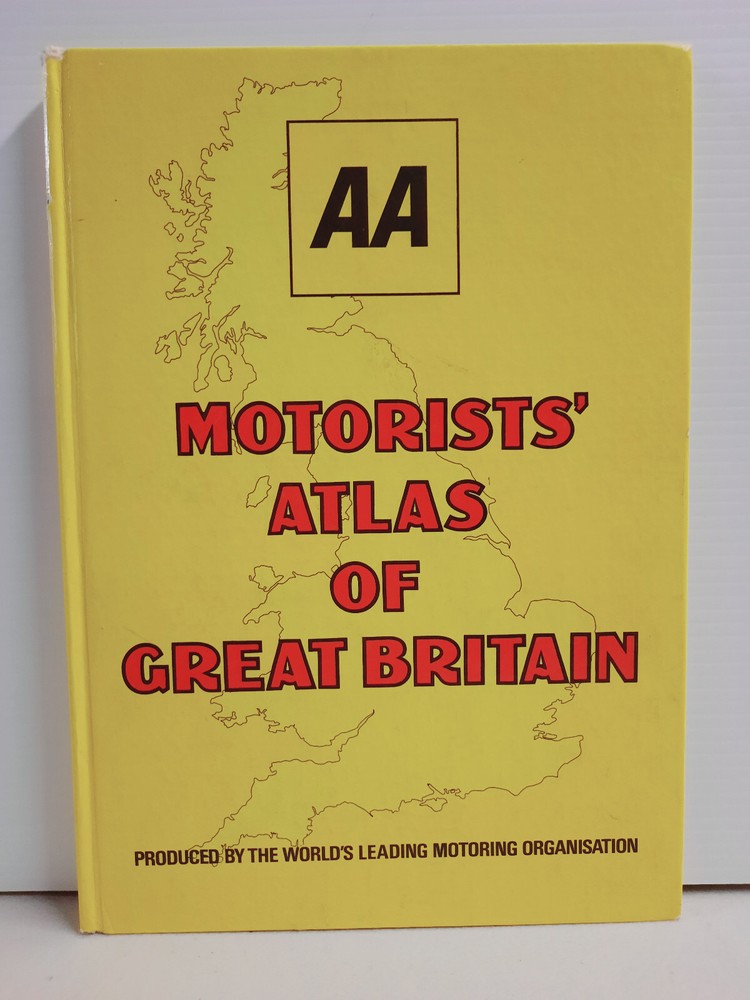 AA
MOTORISTS'
ATLAS
OF
GREAT BRITAIN
PRODUCED BY THE WORLD'S LEADING MOTORING ORGANISATION